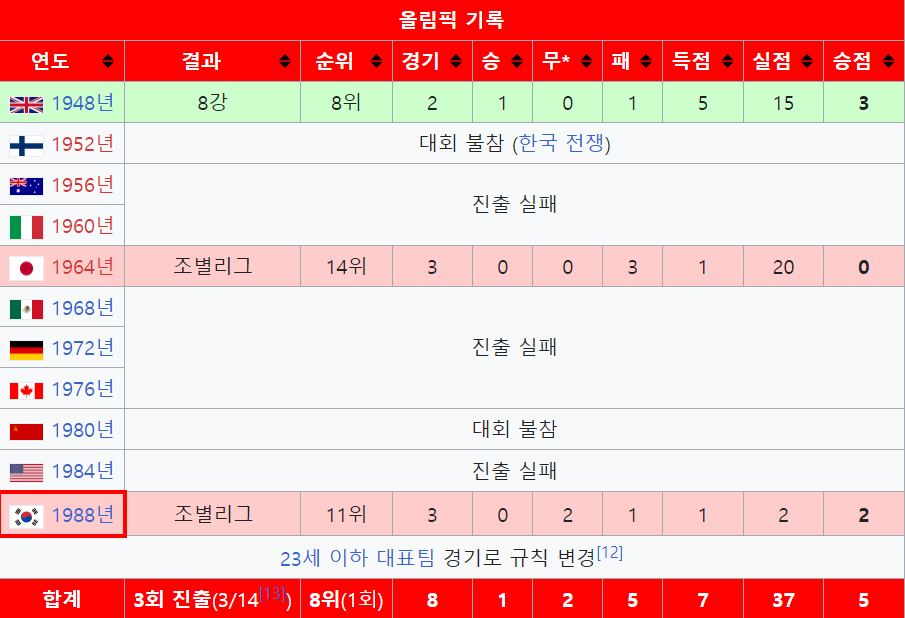 올림픽 기록
연도 결과 순위 경기 승 무* 패 득점 실점 승점
1948년 8강 8위 2 1 0 1 5 15 3
1952년 대회 불참 (한국 전쟁)
1956년
진출 실패
1960년
1964년 조별리그 14위 3 0 0 3 1 20 0
1968년
1972년 진출 실패
1976년
1980년 대회 불참
1984년 진출 실패
1988년 조별리그 11위 3 0 2 1 1 2 2
23세 이하 대표팀 경기로 규칙 변경[12]
합계 3회 진출(3/14[13]) 8위(1회) 8 1 2 5 7 37 5